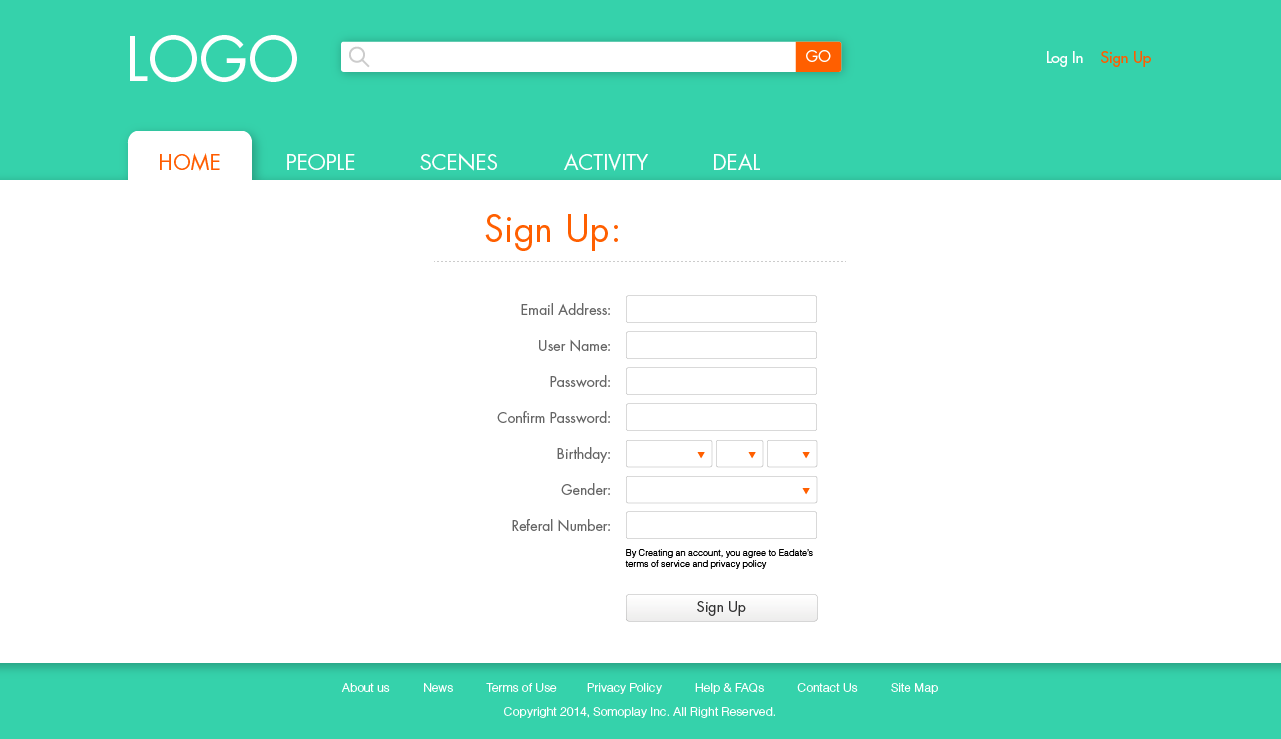 LOGO
GO
Log In Sign Up
HOME PEOPLE SCENES ACTIVITY DEAL
Sign Up:
Email Address:
User Name:
Password:
Confirm Password:
Birthday:
Gender:
Referal Number:
By Creating an account, you agree to Eadate's
terms of service and privacy policy
Sign Up
About us News Terms of Use Privacy Policy Help & FAQs Contact Us Site Map
Copyright 2014, Somoplay Inc. All Right Reserved.